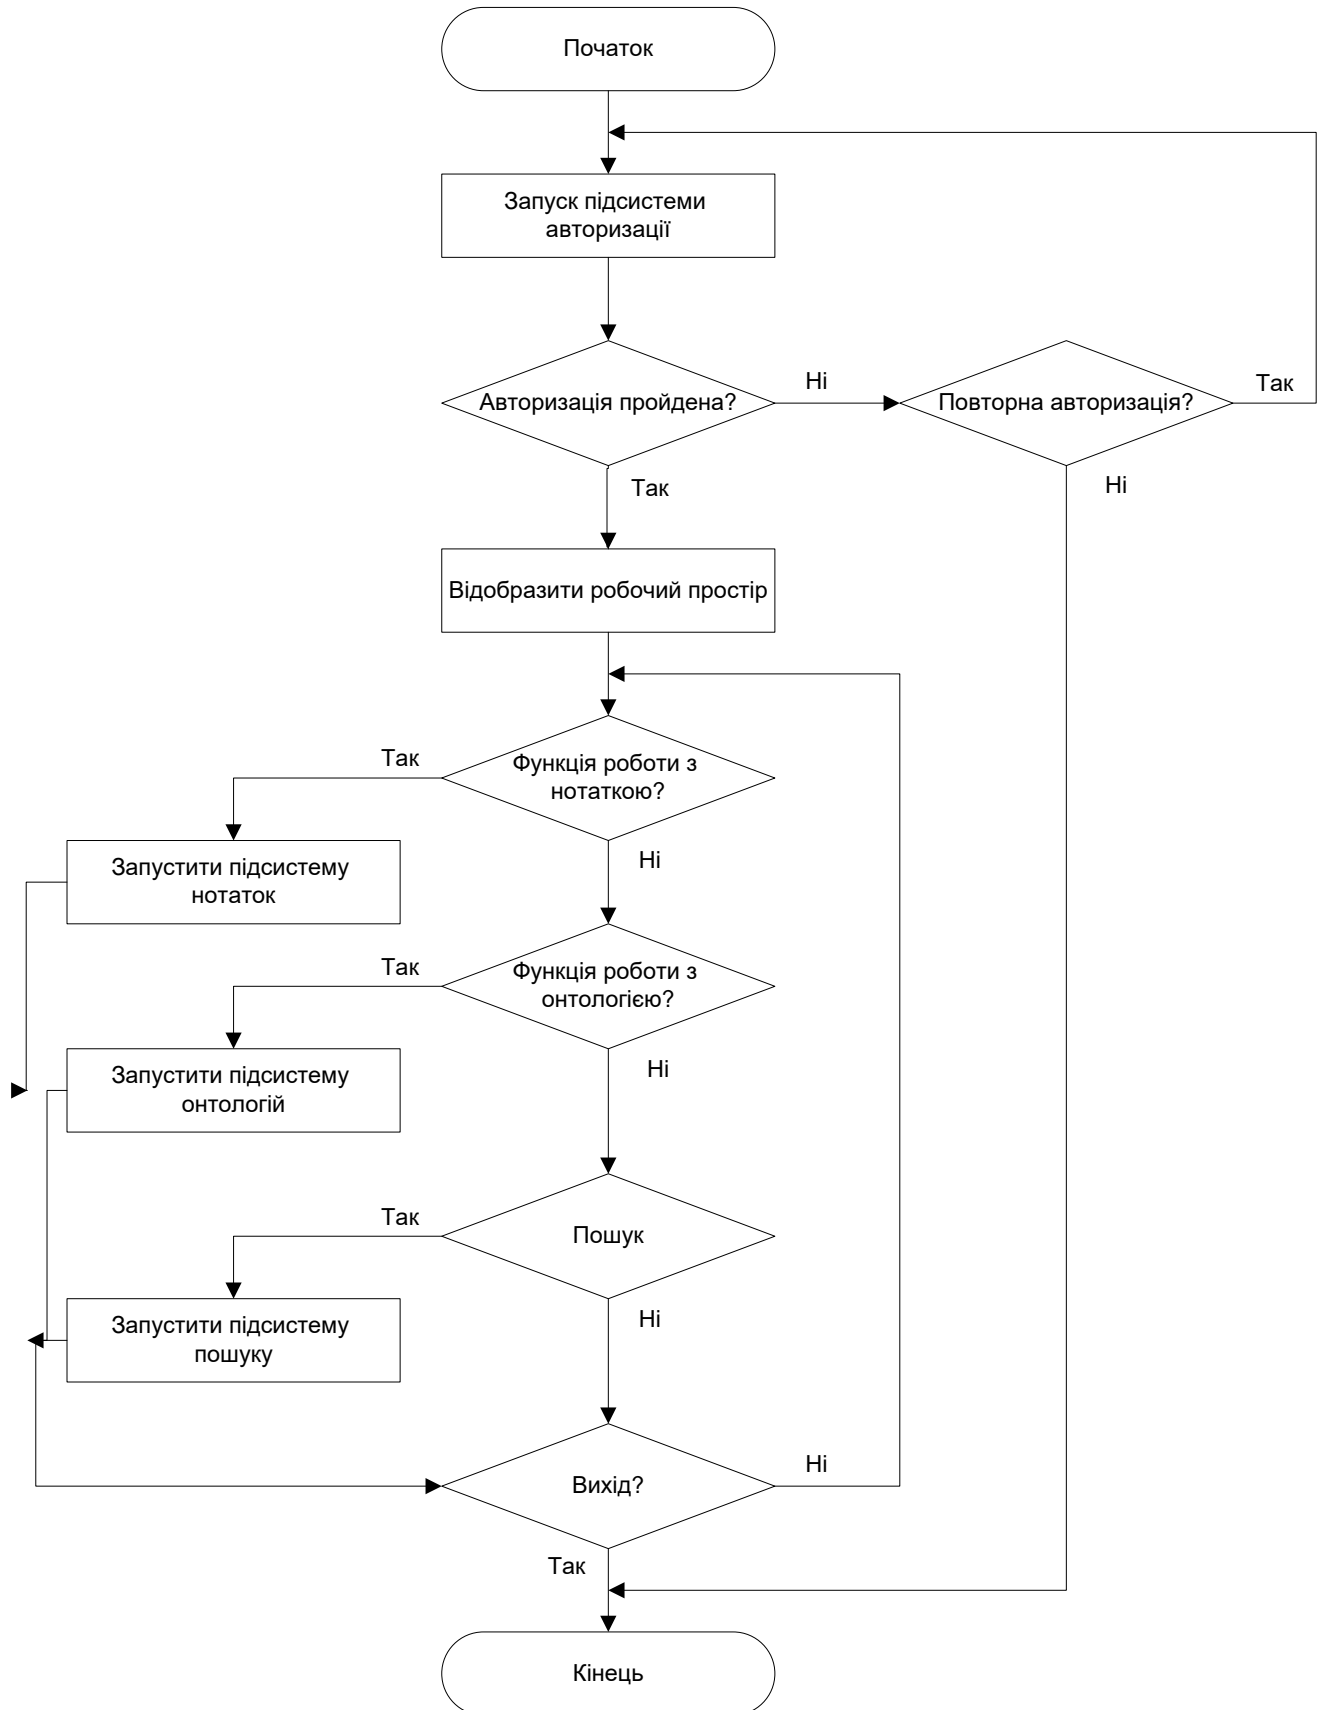 Початок
Запуск підсистеми
авторизації
Авторизація пройдена?
Ні
Повторна авторизація?
Так
Так
Ні
Відобразити робочий простір
Так
Функція роботи з
нотаткою?
Ні
Запустити підсистему
нотаток
Так
Функція роботи з
онтологією?
Ні
Запустити підсистему
онтологій
Так
Пошук
Ні
Запустити підсистему
пошуку
Вихід?
Ні
Так
Кінець